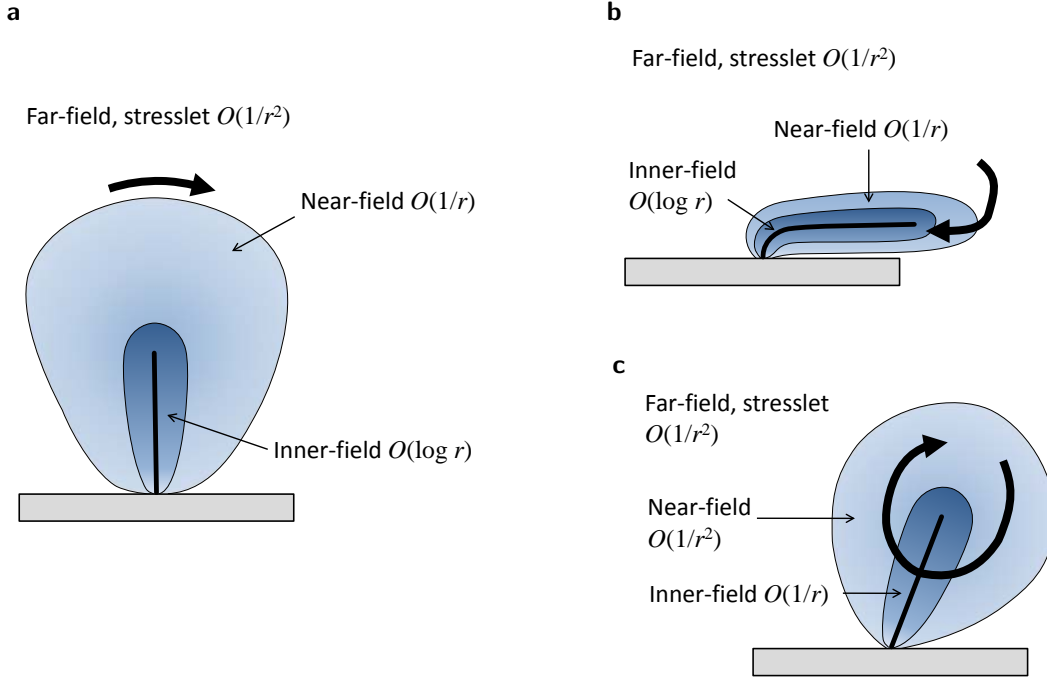 a
Far-field, stresslet O(1/r²)
Near-field O(1/r)
Inner-field O(log r)
b
Far-field, stresslet O(1/r²)
Near-field O(1/r)
Inner-field
O(log r)
c
Far-field, stresslet
O(1/r²)
Near-field
O(1/r²)
Inner-field O(1/r)